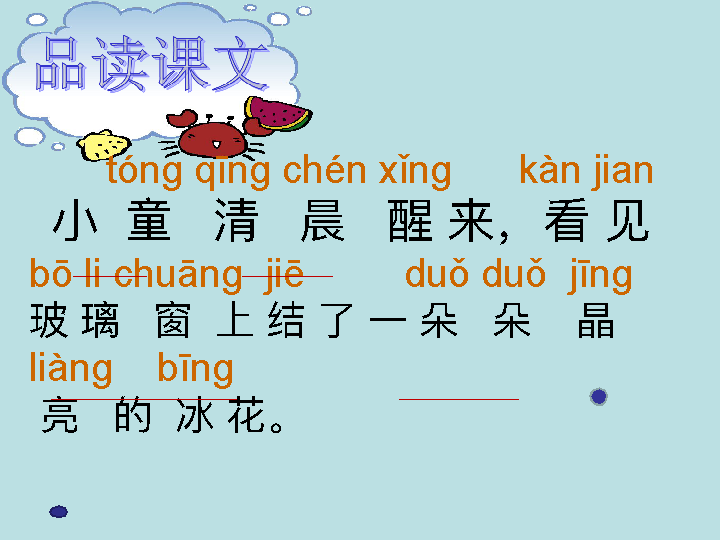 品读课文
tóng qīng chén xǐng kàn jian
小 童 清 晨 醒 来，看 见
bō li chuāng jiē duǒ duǒ jīng
玻 璃 窗 上 结 了 一 朵 朵 晶
liàng bīng
亮 的 冰 花。